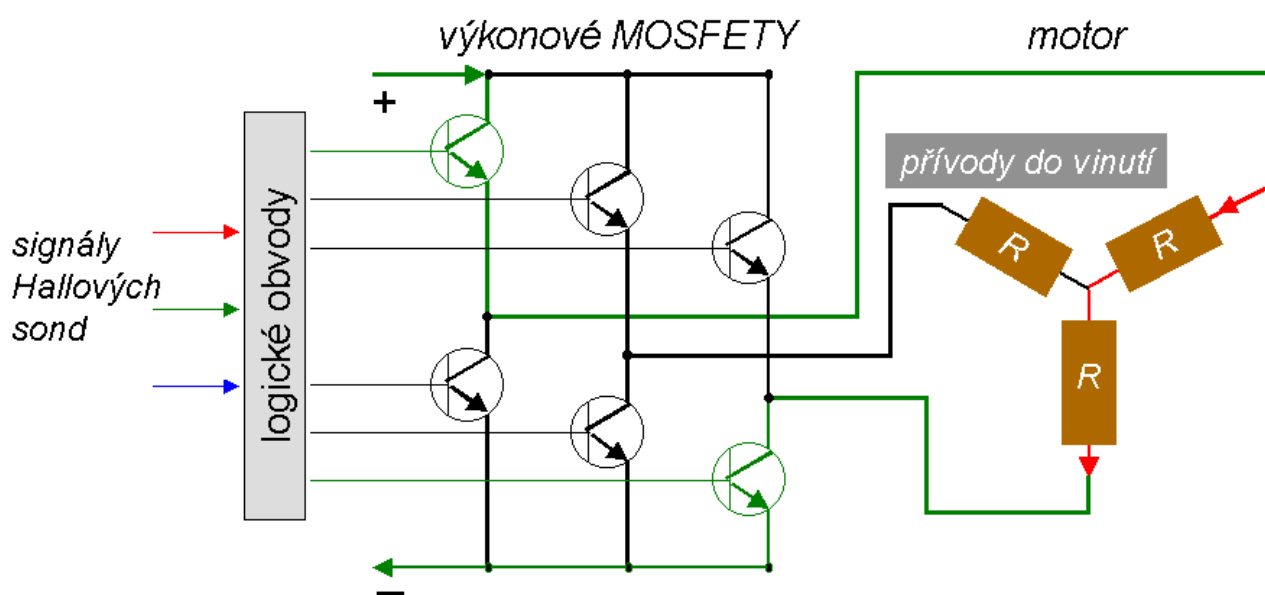 výkonové MOSFETY
motor
+
přívody do vinutí
signály
Hallových
sond
logické obvody
R
R
R
–